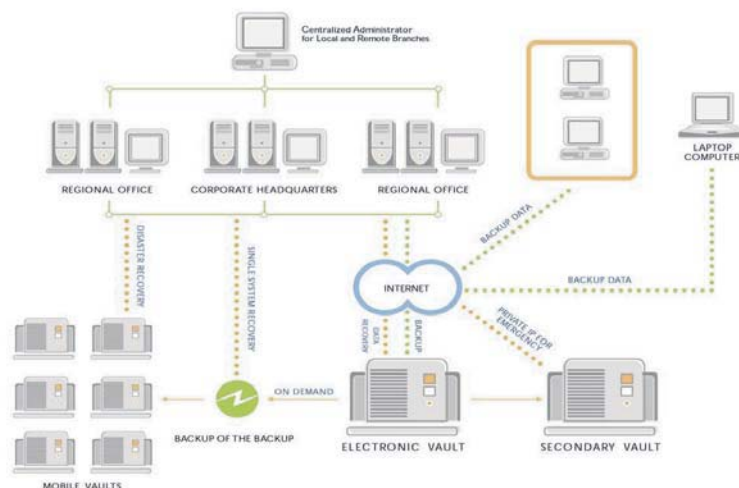 Centralized Administrator
for Local and Remote Branches
REGIONAL OFFICE
CORPORATE HEADQUARTERS
REGIONAL OFFICE
LAPTOP
COMPUTER
DISASTER RECOVERY
SINGLE SYSTEM RECOVERY
BACKUP DATA
INTERNET
BACKUP DATA
DATA
RECOVERY
BACKUP
PRIVATE IP FOR
EMERGENCY
ON DEMAND
BACKUP OF THE BACKUP
ELECTRONIC VAULT
SECONDARY VAULT
MOBILE VAULTS